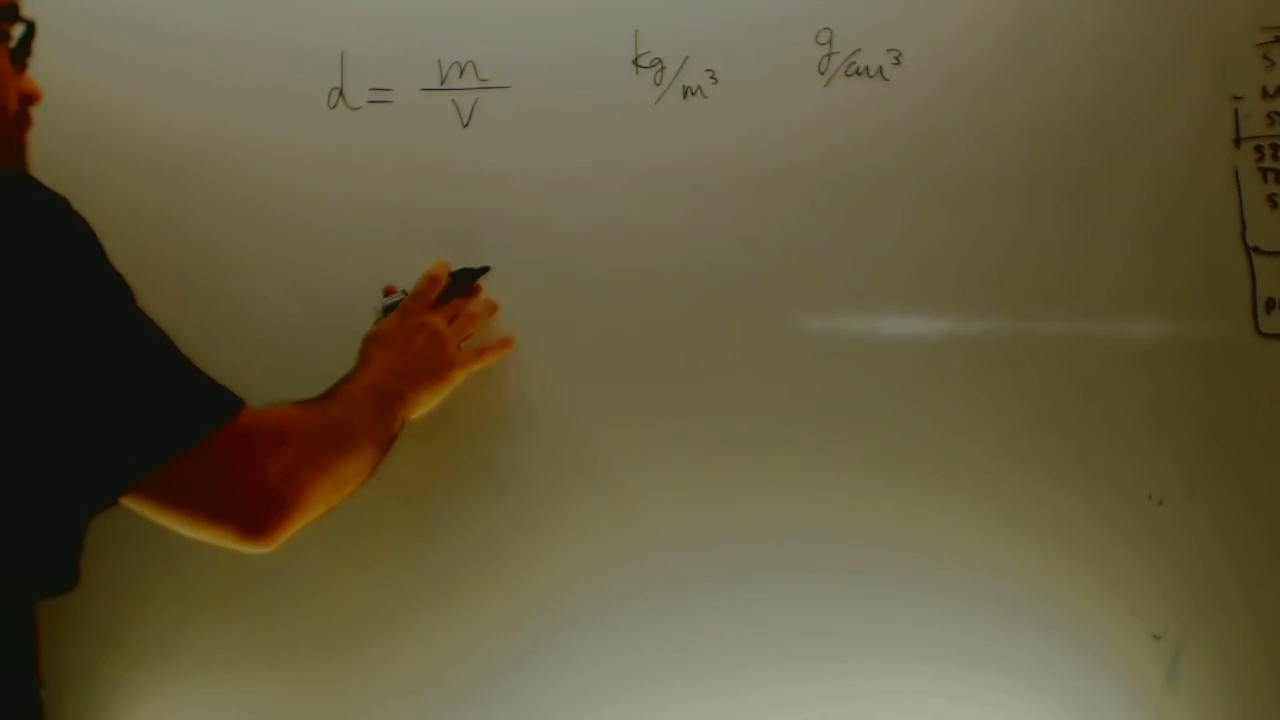 d = m/V kg/m³ g/cm³